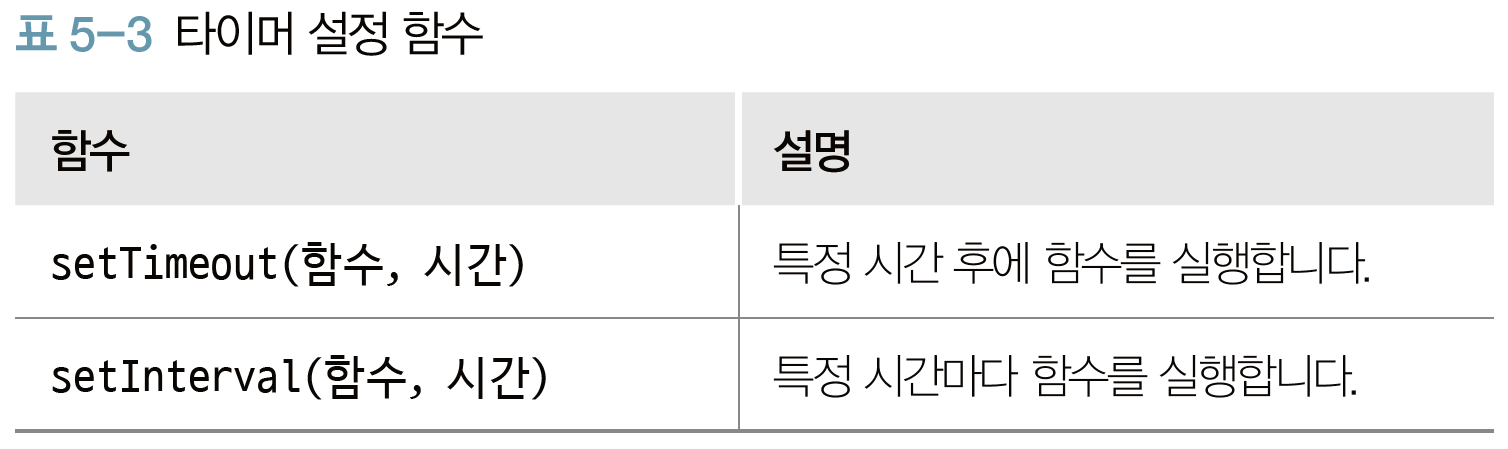 표 5-3 타이머 설정 함수
함수 설명
setTimeout(함수, 시간) 특정 시간 후에 함수를 실행합니다.
setInterval(함수, 시간) 특정 시간마다 함수를 실행합니다.